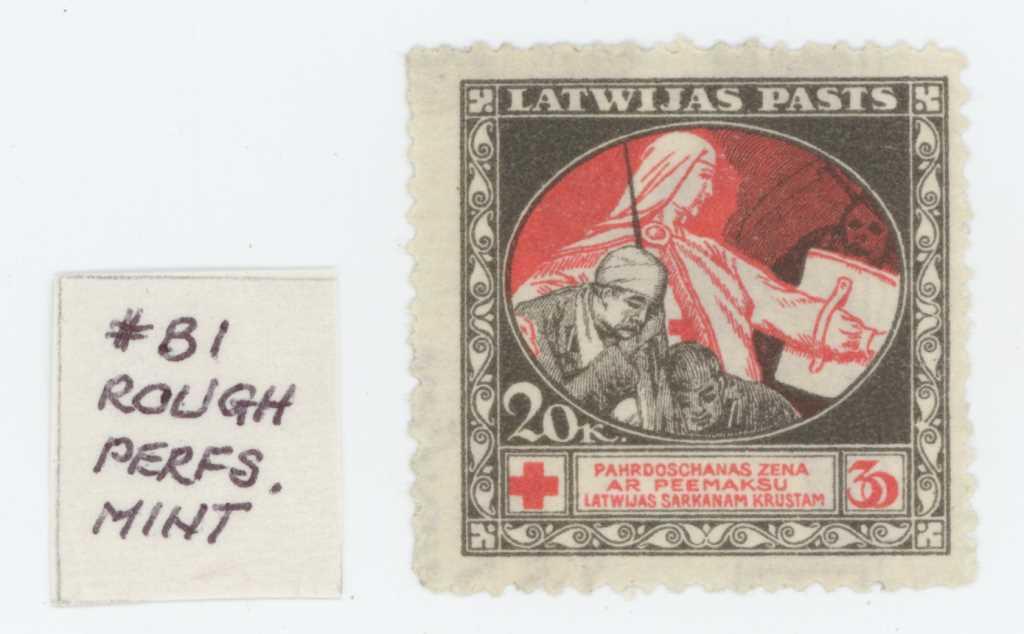 #B1
ROUGH
PERFS.
MINT
LATWIJAS PASTS
20K.
PAHRDOSCHANAS ZENA
AR PEEMAKSU
LATWIJAS SARKANAM KRUSTAM
30